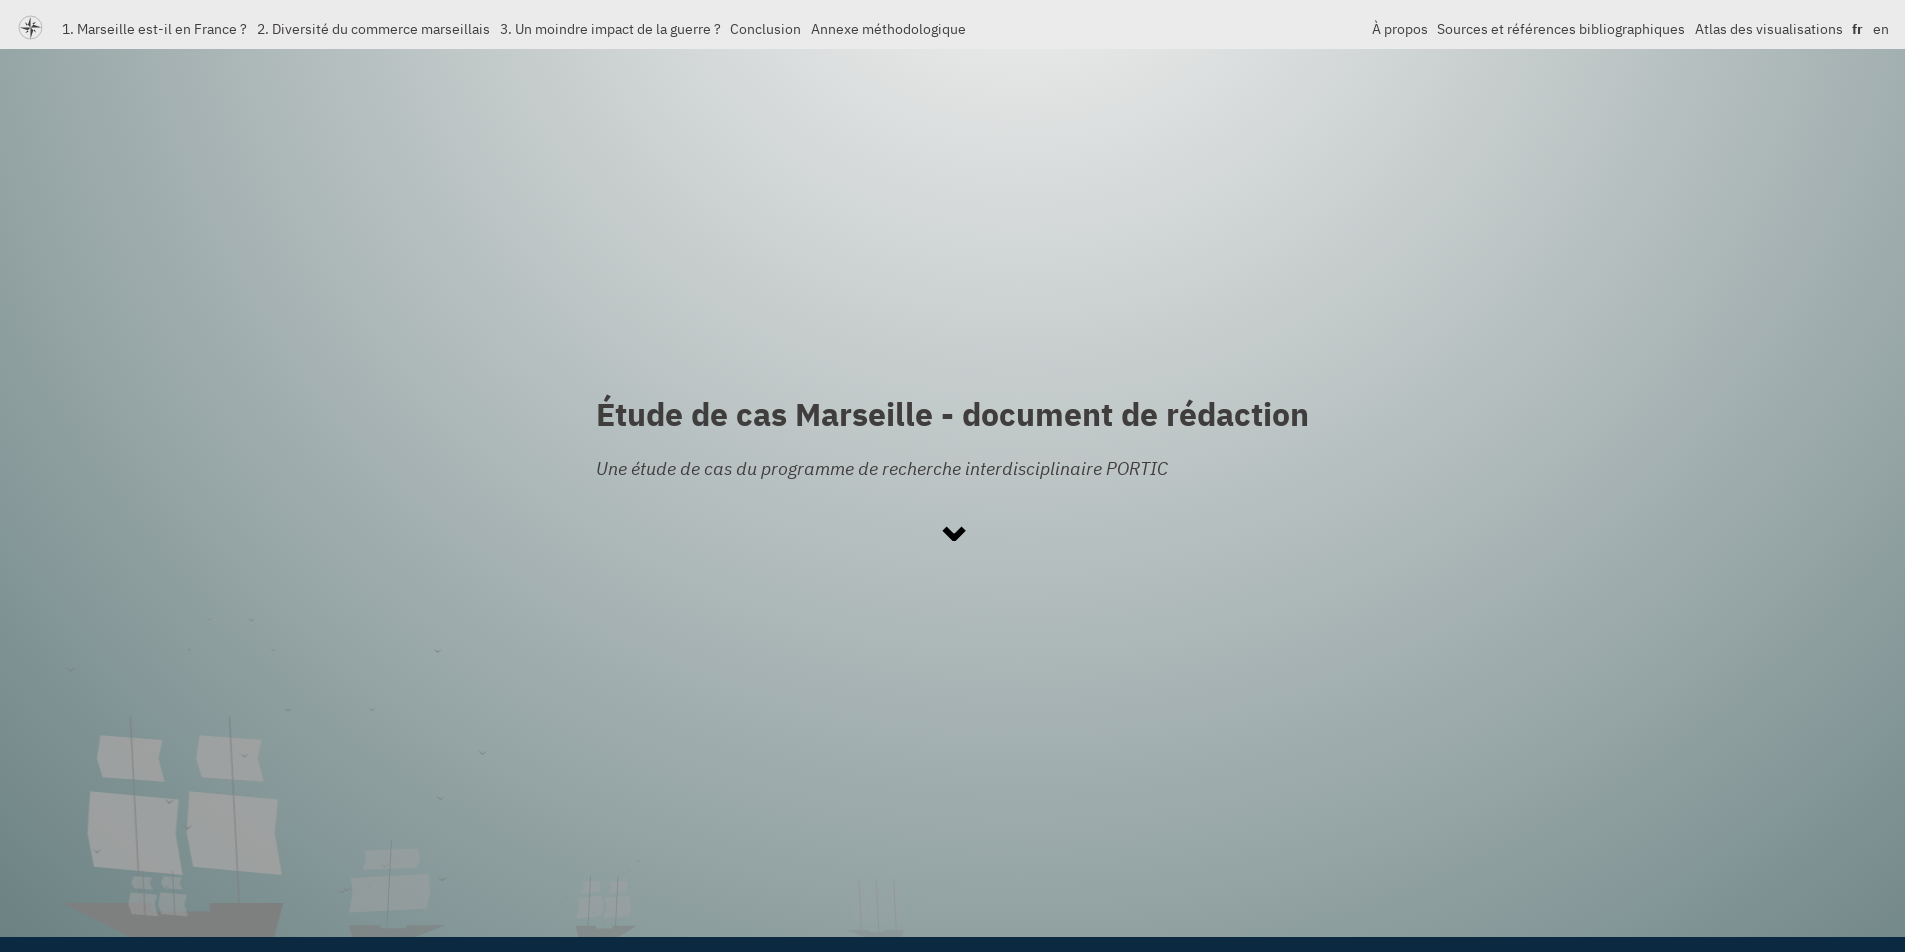 1. Marseille est-il en France ? 2. Diversité du commerce marseillais 3. Un moindre impact de la guerre ? Conclusion Annexe méthodologique À propos Sources et références bibliographiques Atlas des visualisations fr en
Étude de cas Marseille - document de rédaction
Une étude de cas du programme de recherche interdisciplinaire PORTIC